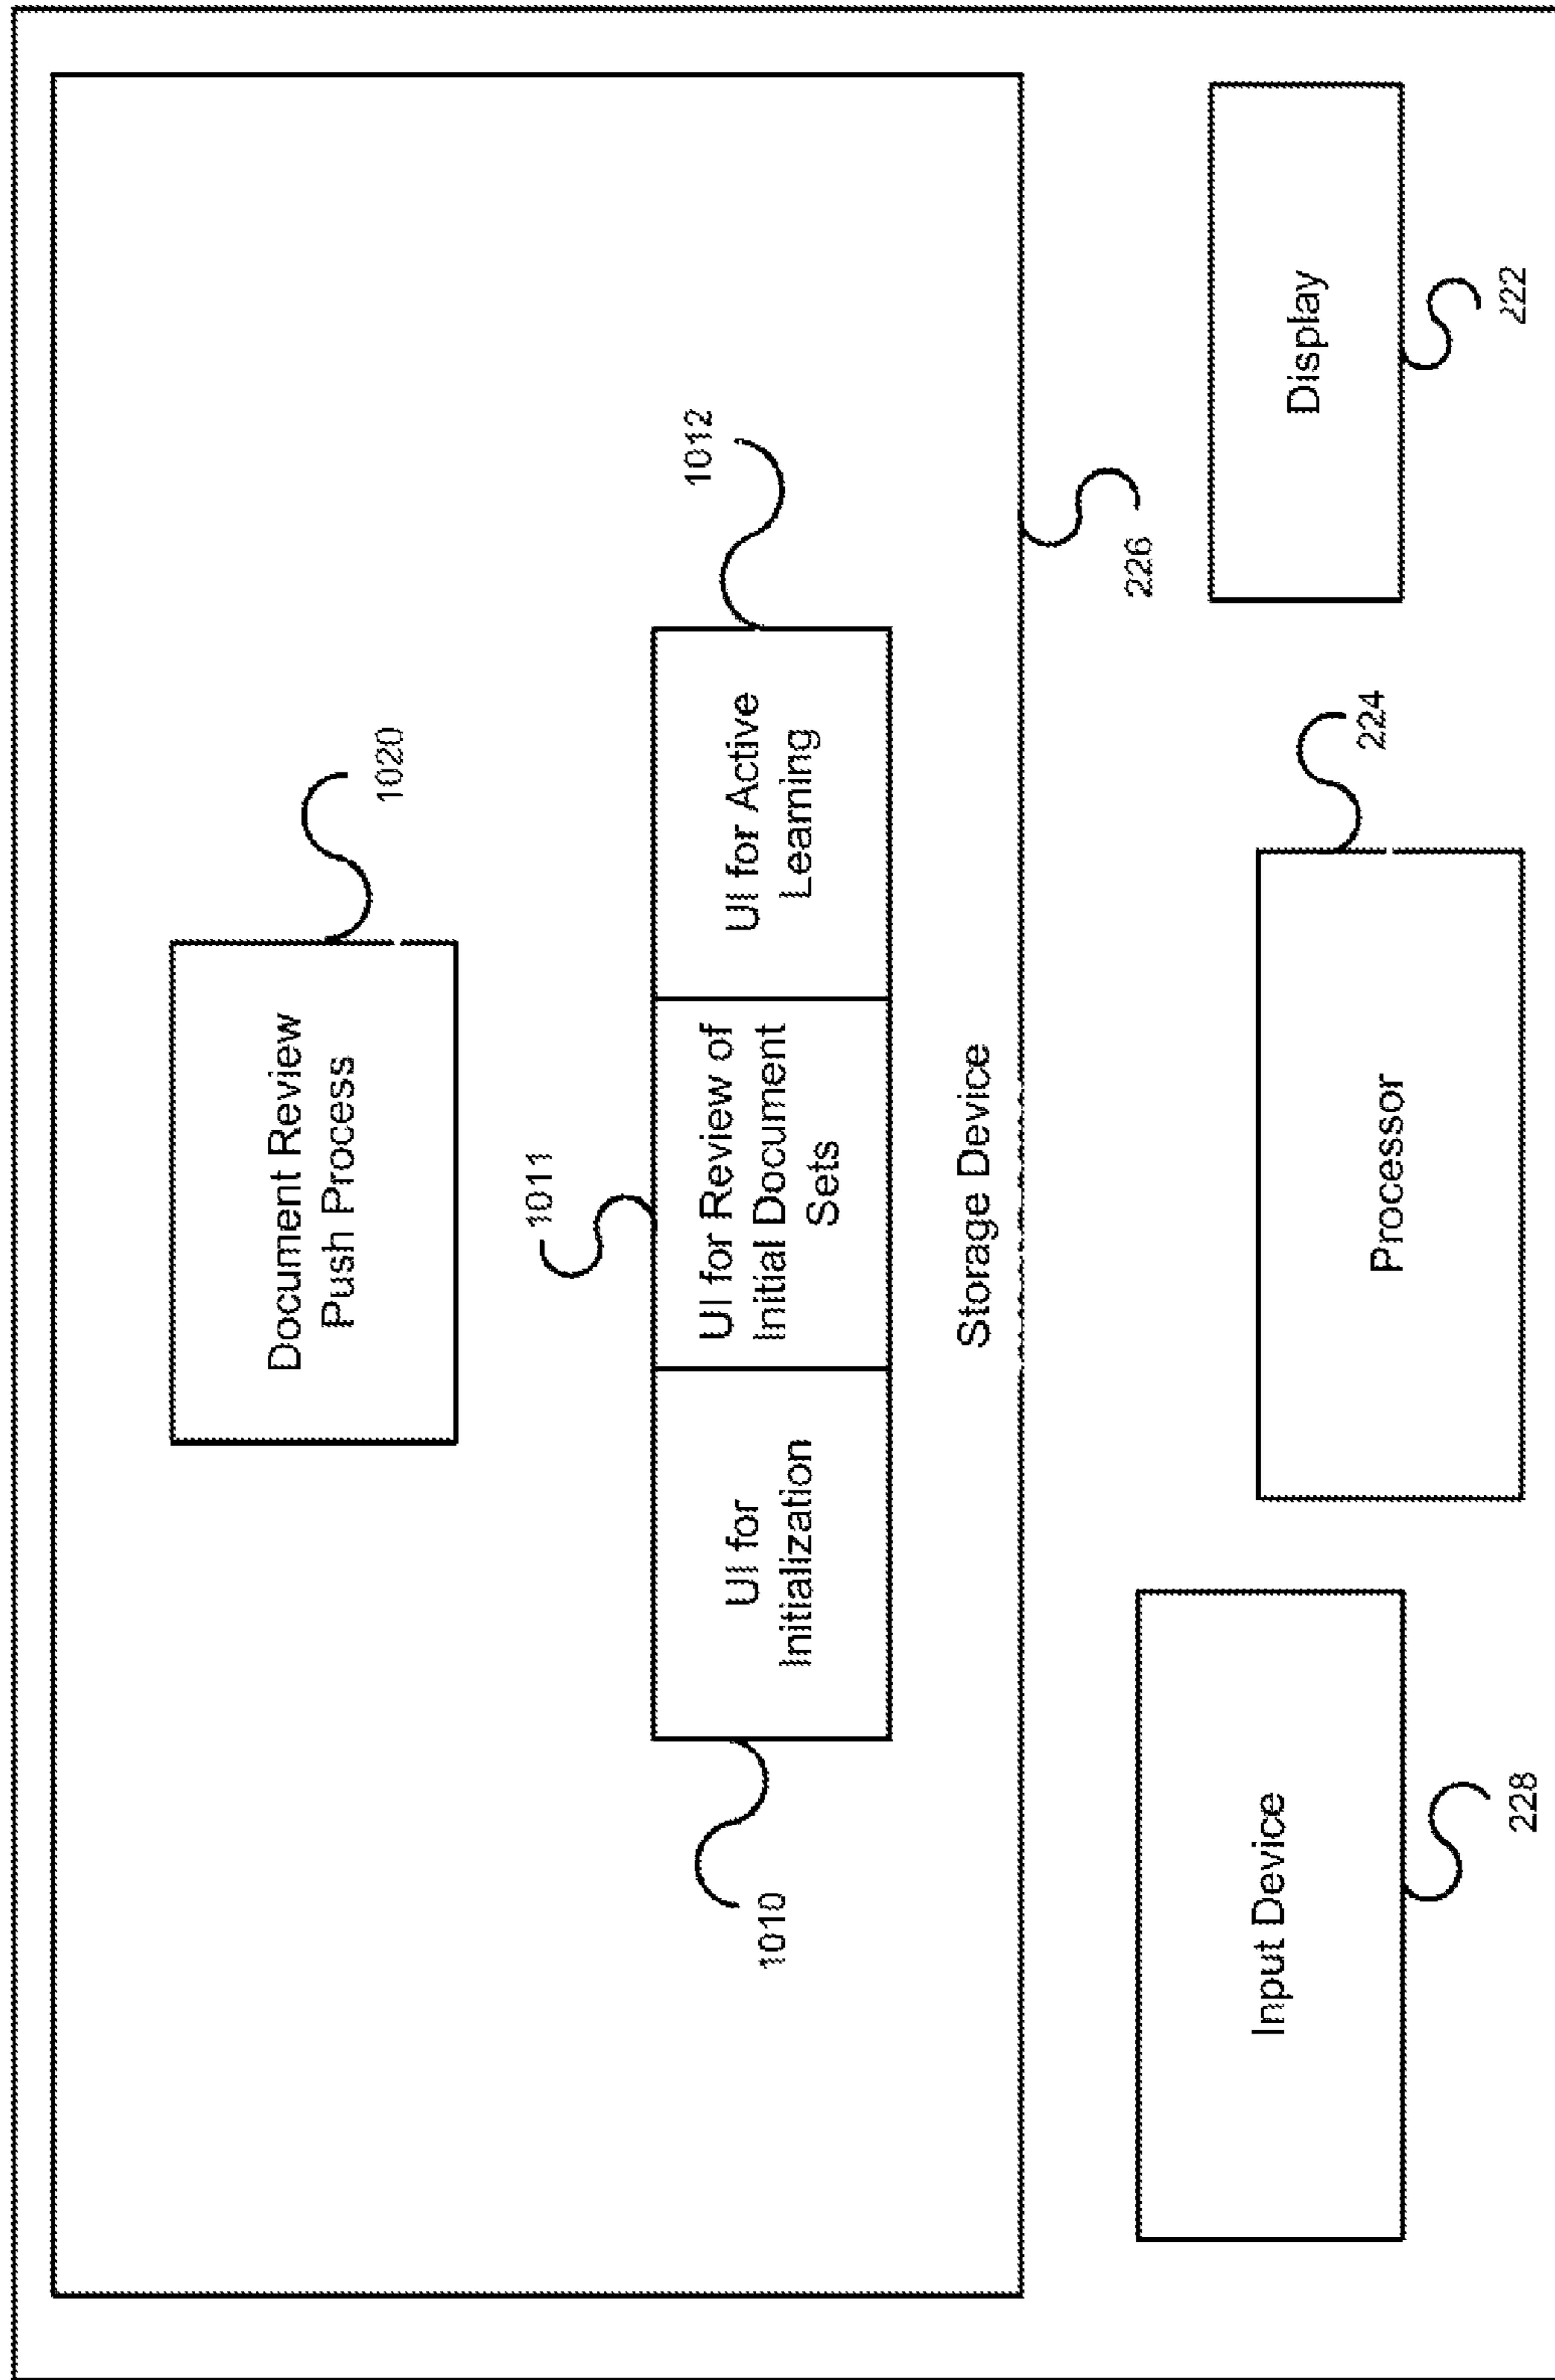 Document Review
Push Process
1020
1011
1012
1010
UI for
Initialization
UI for Review of
Initial Document
Sets
UI for Active
Learning
Storage Device
226
Input Device
228
Processor
224
Display
222